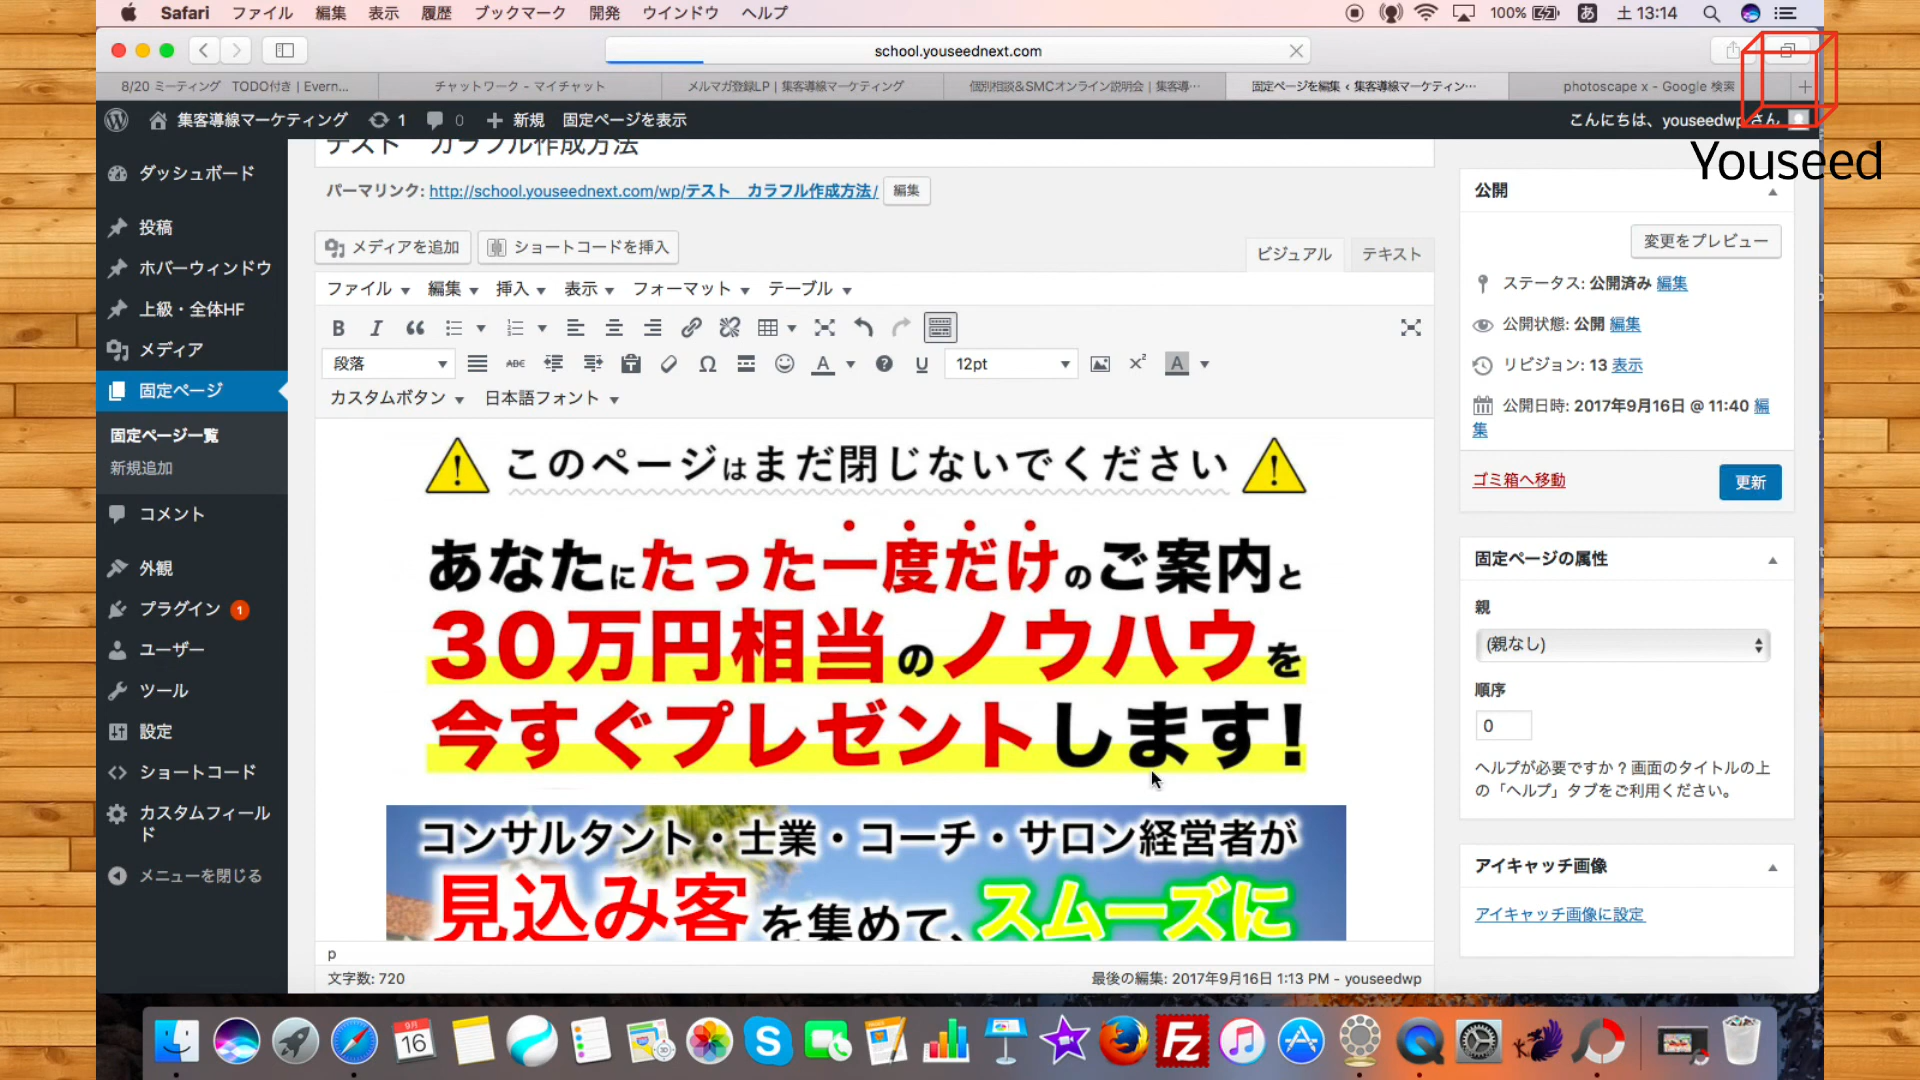 Safari ファイル 編集 表示 履歴 ブックマーク 開発 ウインドウ ヘルプ 100% あ 土 13:14
school.youseednext.com
8/20 ミーティング TODO付き | Evern... チャットワーク - マイチャット メルマガ登録LP | 集客導線マーケティング 個別相談&SMCオンライン説明会 | 集客導... 固定ページを編集 ‹ 集客導線マーケティン... photoscape x - Google 検索
集客導線マーケティング 1 0 新規 固定ページを表示 こんにちは、youseedwp さん
Youseed
ダッシュボード
投稿
ホバーウィンドウ
上級・全体HF
メディア
固定ページ
固定ページ一覧
新規追加
コメント
外観
プラグイン 1
ユーザー
ツール
設定
ショートコード
カスタムフィール
ド
メニューを閉じる
テスト カラフル作成方法
パーマリンク: http://school.youseednext.com/wp/テスト カラフル作成方法/ 編集
メディアを追加 ショートコードを挿入 ビジュアル テキスト
ファイル 編集 挿入 表示 フォーマット テーブル
段落 ABC 12pt
カスタムボタン 日本語フォント
このページはまだ閉じないでください
あなたにたった一度だけのご案内と
30万円相当のノウハウを
今すぐプレゼントします!
コンサルタント・士業・コーチ・サロン経営者が
見込み客を集めて、スムーズに
p
文字数: 720 最後の編集: 2017年9月16日 1:13 PM - youseedwp
公開
変更をプレビュー
ステータス: 公開済み 編集
公開状態: 公開 編集
リビジョン: 13 表示
公開日時: 2017年9月16日 @ 11:40 編
集
ゴミ箱へ移動 更新
固定ページの属性
親
(親なし)
順序
0
ヘルプが必要ですか ? 画面のタイトルの上
の「ヘルプ」タブをご利用ください。
アイキャッチ画像
アイキャッチ画像に設定
9月
16